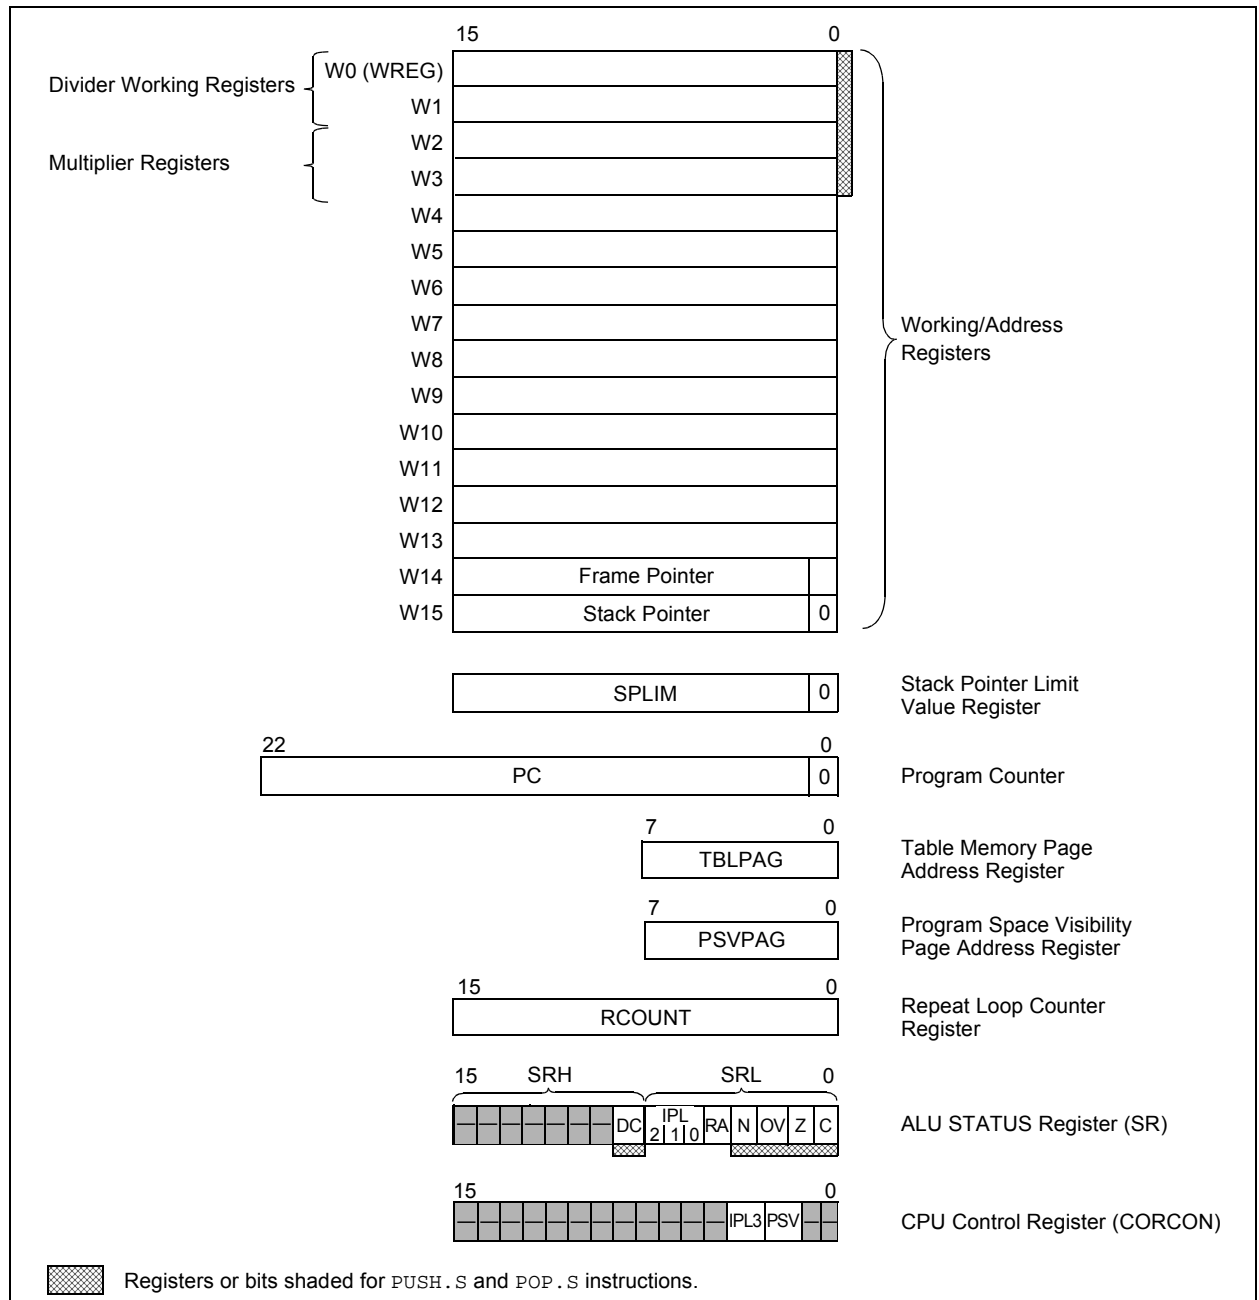 15 0
Divider Working Registers
W0 (WREG)
W1
Multiplier Registers
W2
W3
W4
W5
W6
W7
W8
W9
W10
W11
W12
W13
W14 Frame Pointer
W15 Stack Pointer 0
Working/Address
Registers
SPLIM 0
Stack Pointer Limit
Value Register
22 0
PC 0 Program Counter
7 0
TBLPAG
Table Memory Page
Address Register
7 0
PSVPAG
Program Space Visibility
Page Address Register
15 0
RCOUNT
Repeat Loop Counter
Register
15 SRH SRL 0
— — — — — — — DC IPL 2 1 0 RA N OV Z C ALU STATUS Register (SR)
15 0
— — — — — — — — — — — — IPL3 PSV — — CPU Control Register (CORCON)
Registers or bits shaded for PUSH.S and POP.S instructions.